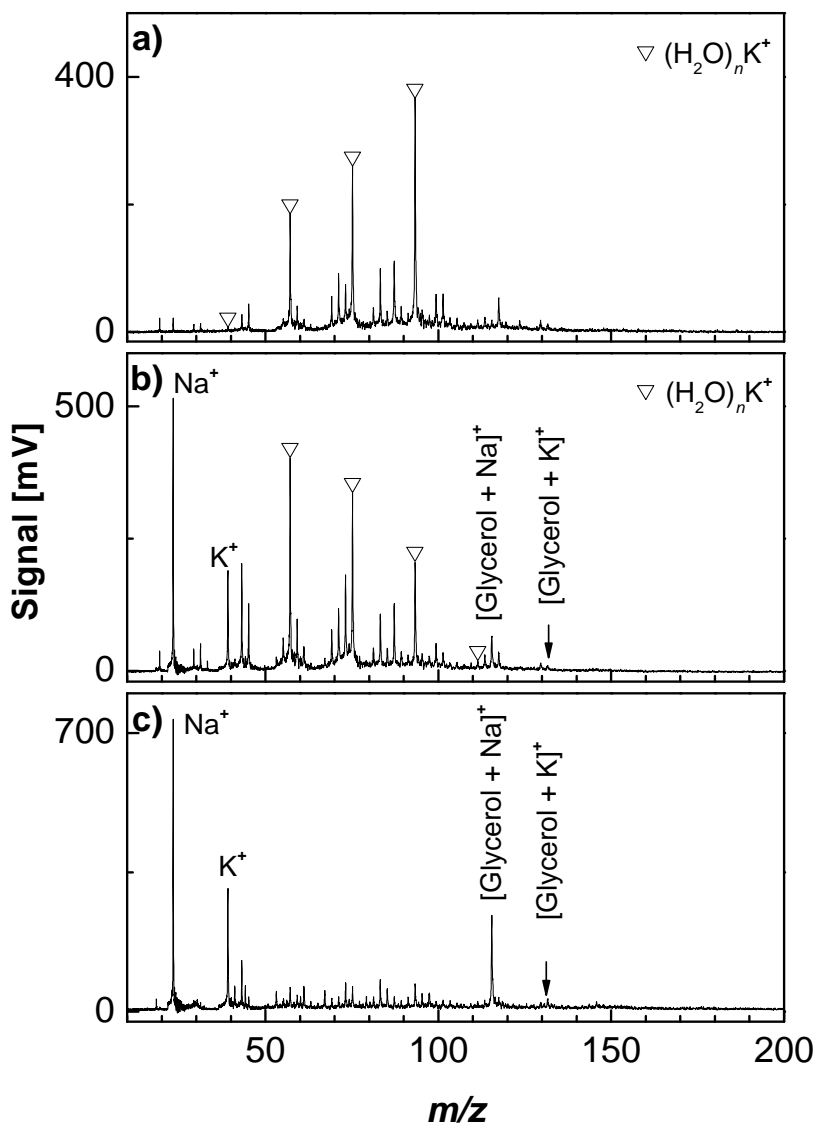 a)
▽ (H₂O)ₙK⁺
400
0
b)
Na⁺
▽ (H₂O)ₙK⁺
500
K⁺
[Glycerol + Na]⁺
[Glycerol + K]⁺
0
c)
Na⁺
700
K⁺
[Glycerol + Na]⁺
[Glycerol + K]⁺
0
Signal [mV]
50 100 150 200
m/z